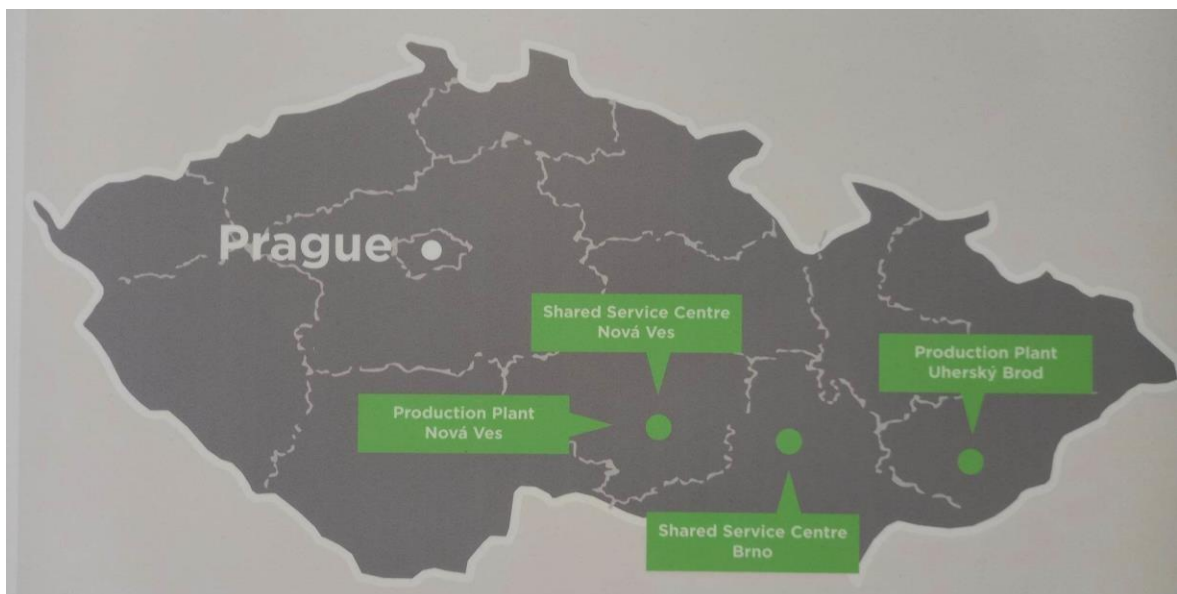 Prague
Shared Service Centre
Nová Ves
Production Plant
Uherský Brod
Production Plant
Nová Ves
Shared Service Centre
Brno